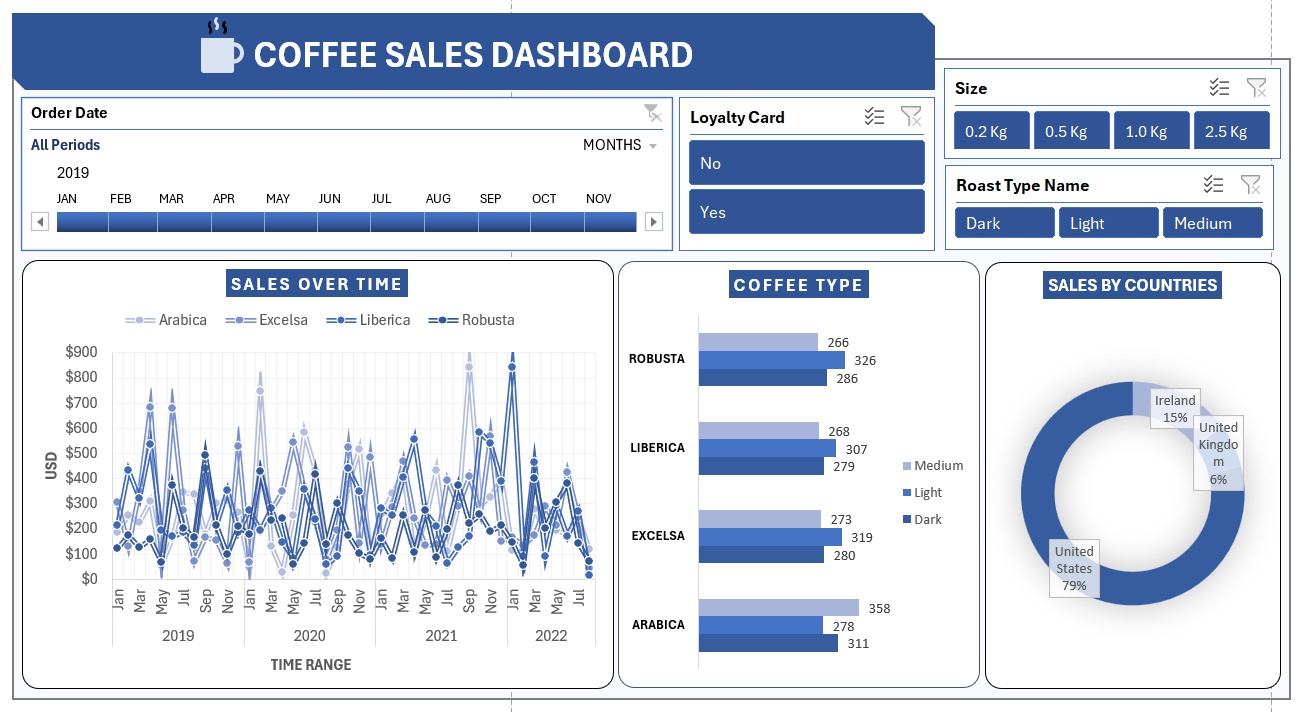 COFFEE SALES DASHBOARD
Order Date
All Periods
MONTHS
2019
JAN FEB MAR APR MAY JUN JUL AUG SEP OCT NOV
Loyalty Card
No
Yes
Size
0.2 Kg 0.5 Kg 1.0 Kg 2.5 Kg
Roast Type Name
Dark Light Medium
SALES OVER TIME
Arabica Excelsa Liberica Robusta
$900
$800
$700
$600
$500
$400
$300
$200
$100
$0
USD
Jan Mar May Jul Sep Nov Jan Mar May Jul Sep Nov Jan Mar May Jul Sep Nov Jan Mar May Jul
2019 2020 2021 2022
TIME RANGE
COFFEE TYPE
ROBUSTA
266
326
286
LIBERICA
268
307
279
EXCELSA
273
319
280
ARABICA
358
278
311
Medium
Light
Dark
SALES BY COUNTRIES
Ireland
15%
United
Kingdo
m
6%
United
States
79%